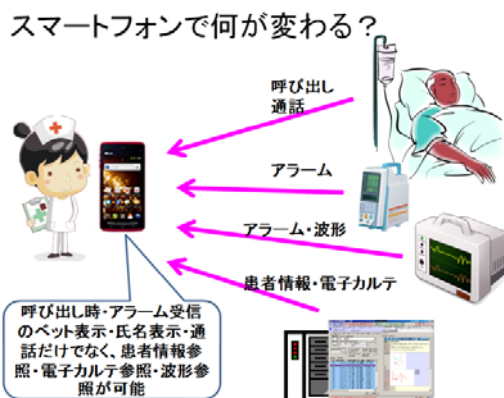 スマートフォンで何が変わる？
呼び出し
通話
アラーム
アラーム・波形
患者情報・電子カルテ
呼び出し時・アラーム受信
のベット表示・氏名表示・通
話だけでなく、患者情報参
照・電子カルテ参照・波形参
照が可能